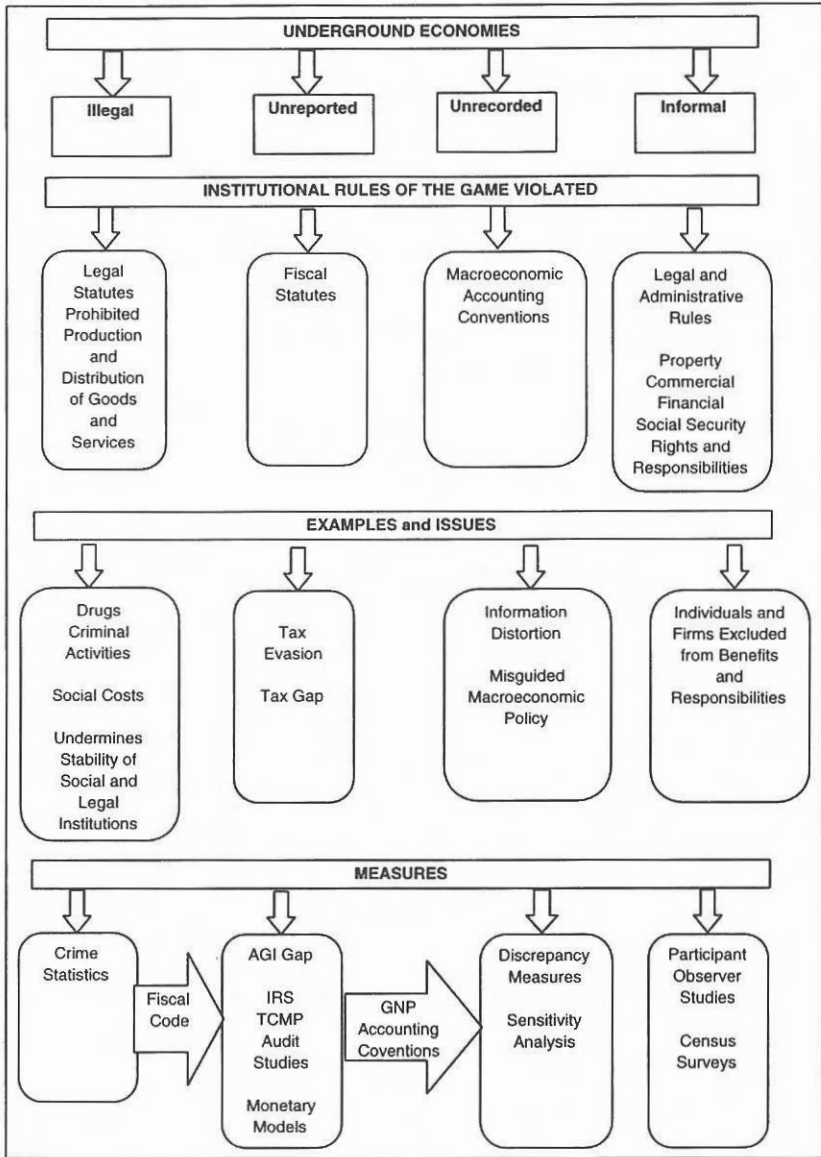 UNDERGROUND ECONOMIES
Illegal
Unreported
Unrecorded
Informal
INSTITUTIONAL RULES OF THE GAME VIOLATED
Legal
Statutes
Prohibited
Production
and
Distribution
of Goods
and
Services
Fiscal
Statutes
Macroeconomic
Accounting
Conventions
Legal and
Administrative
Rules
Property
Commercial
Financial
Social Security
Rights and
Responsibilities
EXAMPLES and ISSUES
Drugs
Criminal
Activities
Social Costs
Undermines
Stability of
Social and
Legal
Institutions
Tax
Evasion
Tax Gap
Information
Distortion
Misguided
Macroeconomic
Policy
Individuals and
Firms Excluded
from Benefits
and
Responsibilities
MEASURES
Crime
Statistics
Fiscal
Code
AGI Gap
IRS
TCMP
Audit
Studies
Monetary
Models
GNP
Accounting
Coventions
Discrepancy
Measures
Sensitivity
Analysis
Participant
Observer
Studies
Census
Surveys